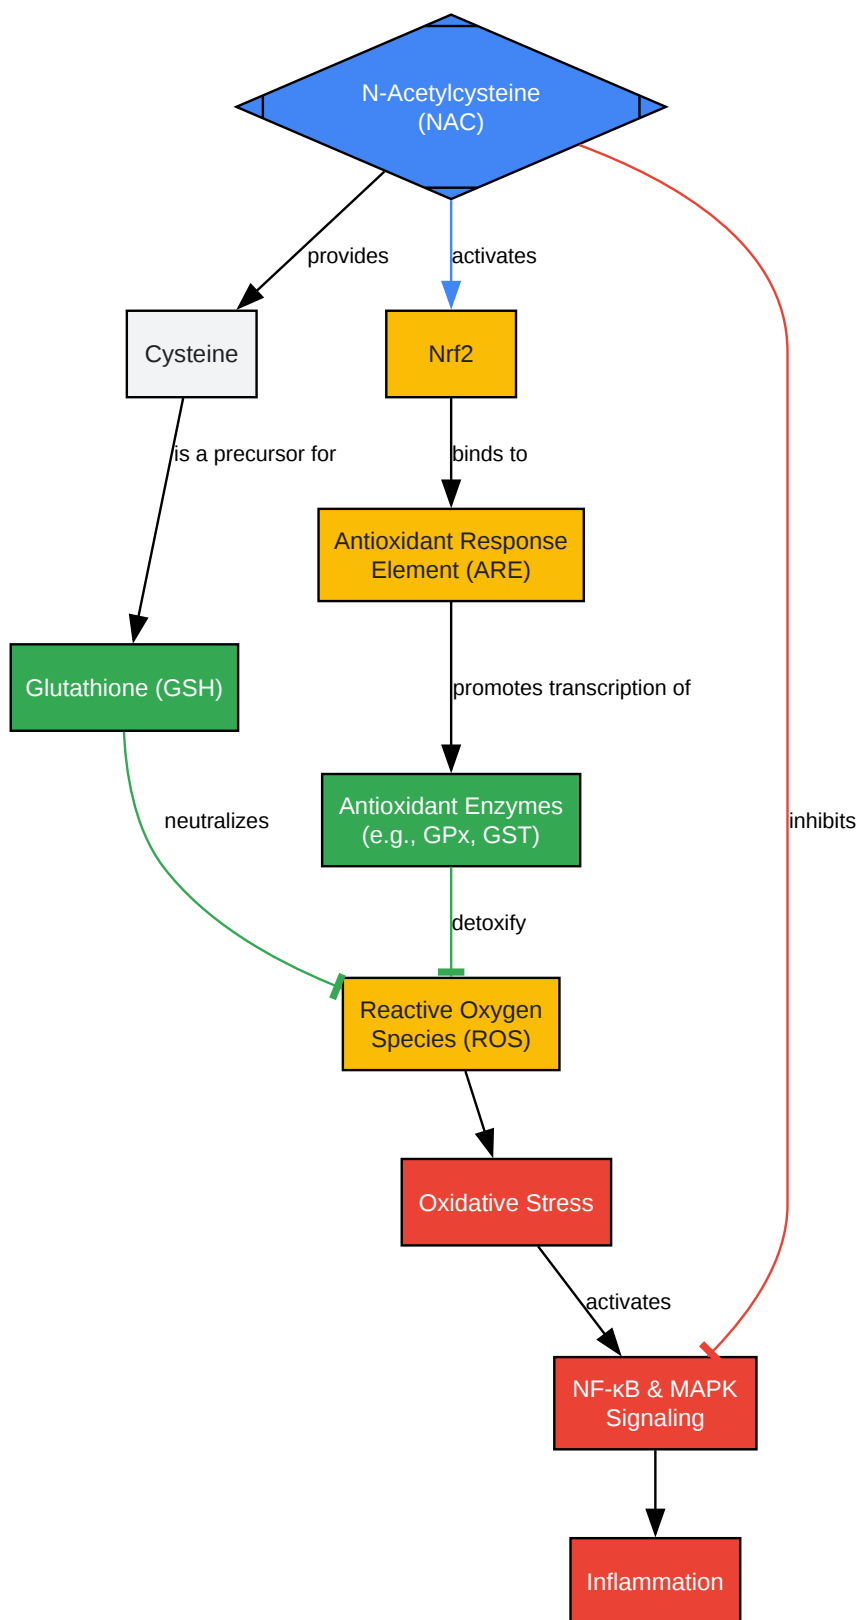 N-Acetylcysteine
(NAC)
provides
activates
Cysteine
Nrf2
is a precursor for
binds to
Antioxidant Response
Element (ARE)
Glutathione (GSH)
promotes transcription of
Antioxidant Enzymes
(e.g., GPx, GST)
neutralizes
inhibits
detoxify
Reactive Oxygen
Species (ROS)
Oxidative Stress
activates
NF-κB & MAPK
Signaling
Inflammation